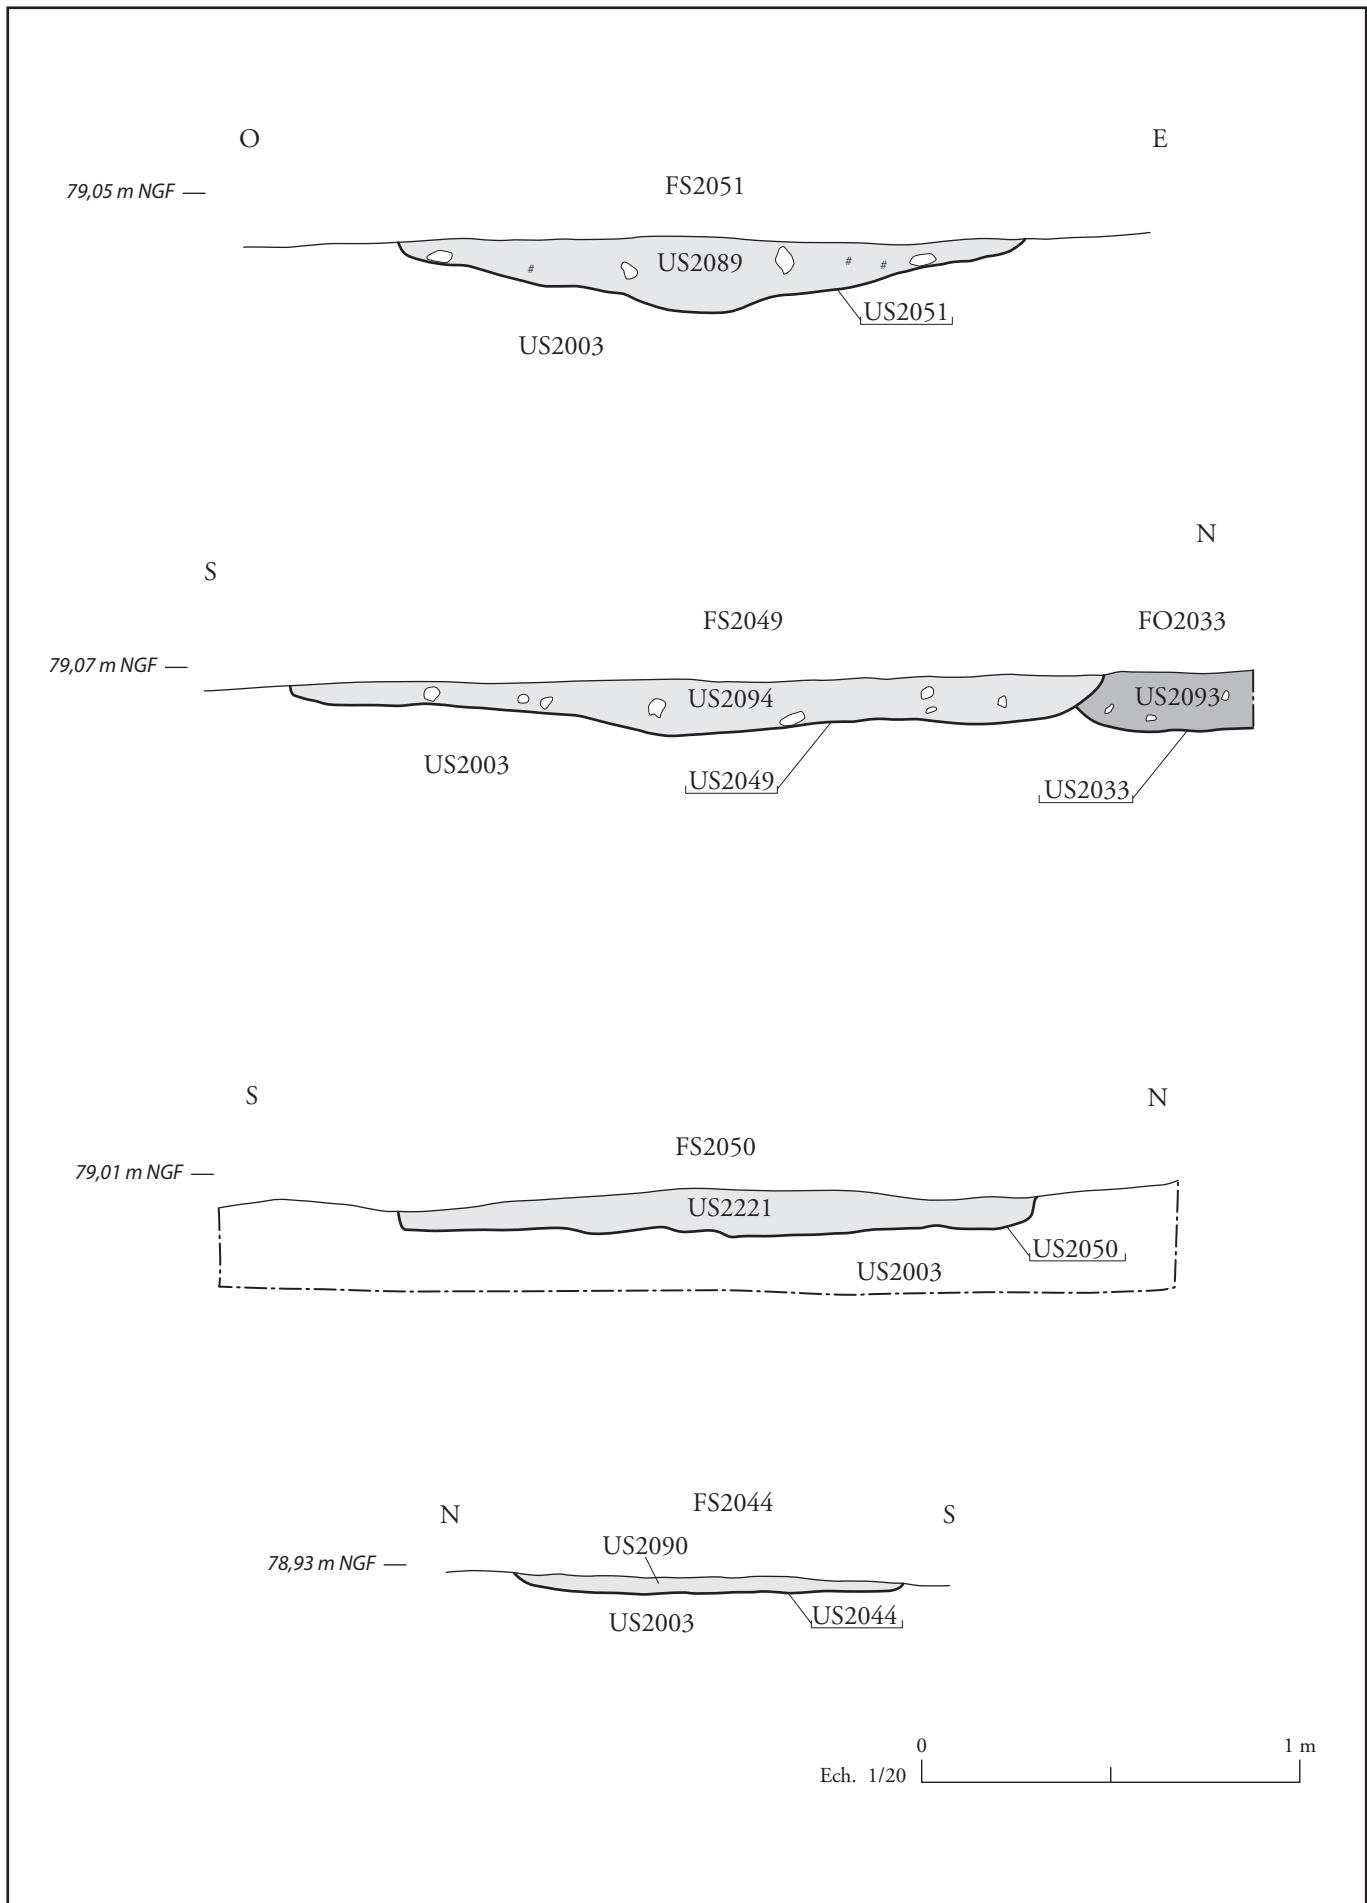 O E
79,05 m NGF FS2051
US2089
#
# #
US2051
US2003
N
S
FS2049 FO2033
79,07 m NGF
US2094 US2093
US2003
US2049 US2033
S N
FS2050
79,01 m NGF
US2221
US2050
US2003
FS2044
N S
US2090
78,93 m NGF
US2003 US2044
0 1 m
Ech. 1/20